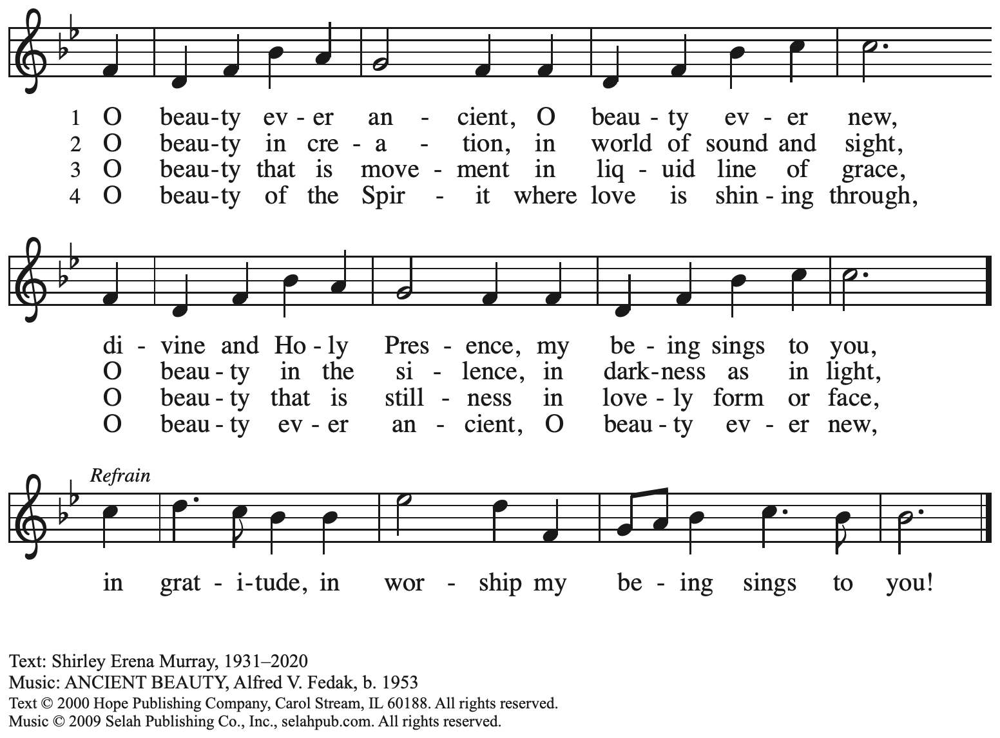 1 O beau-ty ev - er an - cient, O beau - ty ev - er new,
2 O beau-ty in cre - a - tion, in world of sound and sight,
3 O beau-ty that is move - ment in liq - uid line of grace,
4 O beau-ty of the Spir - it where love is shin - ing through,
di - vine and Ho - ly Pres - ence, my be - ing sings to you,
O beau - ty in the si - lence, in dark-ness as in light,
O beau - ty that is still - ness in love - ly form or face,
O beau - ty ev - er an - cient, O beau - ty ev - er new,
Refrain
in grat - i-tude, in wor - ship my be - ing sings to you!
Text: Shirley Erena Murray, 1931–2020
Music: ANCIENT BEAUTY, Alfred V. Fedak, b. 1953
Text © 2000 Hope Publishing Company, Carol Stream, IL 60188. All rights reserved.
Music © 2009 Selah Publishing Co., Inc., selahpub.com. All rights reserved.